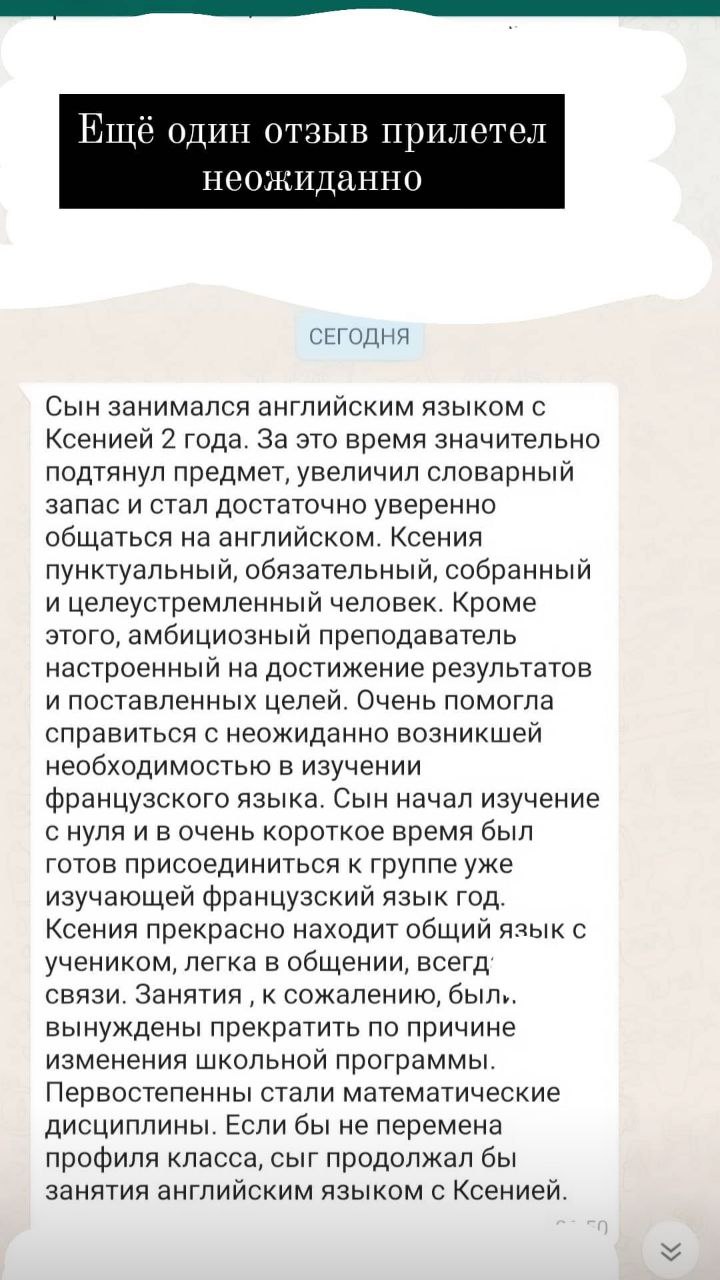 Ещё один отзыв прилетел
неожиданно
СЕГОДНЯ
Сын занимался английским языком с
Ксенией 2 года. За это время значительно
подтянул предмет, увеличил словарный
запас и стал достаточно уверенно
общаться на английском. Ксения
пунктуальный, обязательный, собранный
и целеустремленный человек. Кроме
этого, амбициозный преподаватель
настроенный на достижение результатов
и поставленных целей. Очень помогла
справиться с неожиданно возникшей
необходимостью в изучении
французского языка. Сын начал изучение
с нуля и в очень короткое время был
готов присоединиться к группе уже
изучающей французский язык год.
Ксения прекрасно находит общий язык с
учеником, легка в общении,
связи. Занятия , к сожалению, были
вынуждены прекратить по причине
изменения школьной программы.
Первостепенны стали математические
дисциплины. Если бы не перемена
профиля класса, сыг продолжал бы
занятия английским языком с Ксенией.